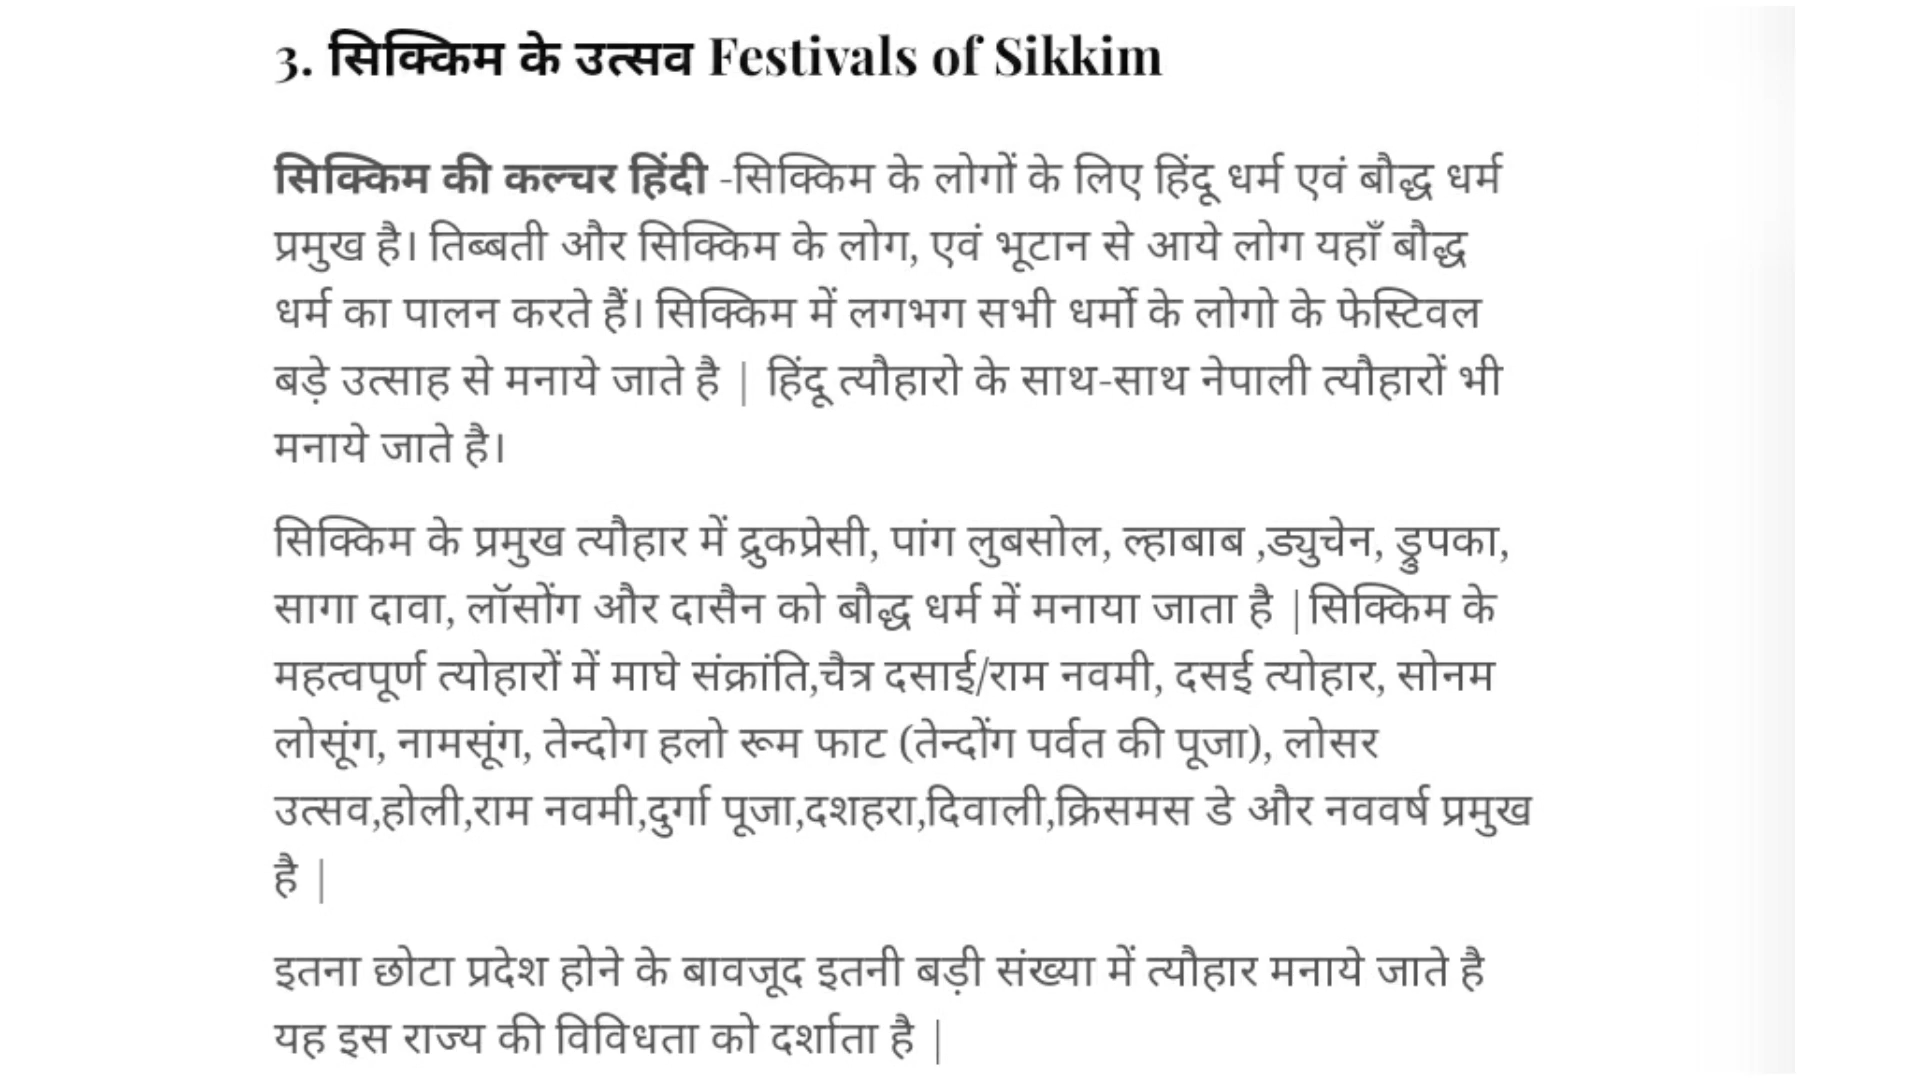 3. सिक्किम के उत्सव Festivals of Sikkim
सिक्किम की कल्चर हिंदी -सिक्किम के लोगों के लिए हिंदू धर्म एवं बौद्ध धर्म
प्रमुख है। तिब्बती और सिक्किम के लोग, एवं भूटान से आये लोग यहाँ बौद्ध
धर्म का पालन करते हैं। सिक्किम में लगभग सभी धर्मो के लोगो के फेस्टिवल
बड़े उत्साह से मनाये जाते है | हिंदू त्यौहारो के साथ-साथ नेपाली त्यौहारों भी
मनाये जाते है।
सिक्किम के प्रमुख त्यौहार में द्रुकप्रेसी, पांग लुबसोल, ल्हाबाब ,ड्युचेन, ड्रुपका,
सागा दावा, लॉसोंग और दासैन को बौद्ध धर्म में मनाया जाता है |सिक्किम के
महत्वपूर्ण त्योहारों में माघे संक्रांति,चैत्र दसाई/राम नवमी, दसई त्योहार, सोनम
लोसूंग, नामसूंग, तेन्दोग हलो रूम फाट (तेन्दोंग पर्वत की पूजा), लोसर
उत्सव,होली,राम नवमी,दुर्गा पूजा,दशहरा,दिवाली,क्रिसमस डे और नववर्ष प्रमुख
है |
इतना छोटा प्रदेश होने के बावजूद इतनी बड़ी संख्या में त्यौहार मनाये जाते है
यह इस राज्य की विविधता को दर्शाता है |